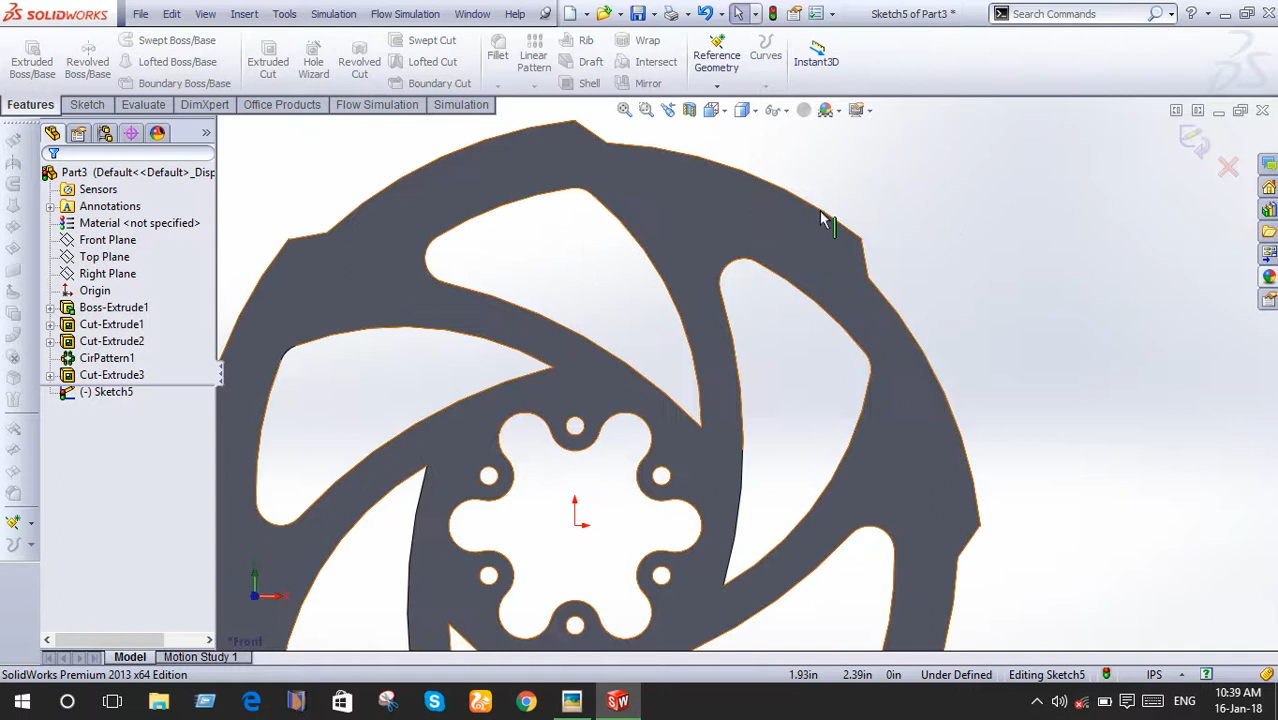 SOLIDWORKS File Edit View Insert Tools Simulation Flow Simulation Window Help Sketch5 of Part3 * Search Commands
Extruded Boss/Base
Revolved Boss/Base
Swept Boss/Base
Lofted Boss/Base
Boundary Boss/Base
Extruded Cut
Hole Wizard
Revolved Cut
Swept Cut
Lofted Cut
Boundary Cut
Fillet
Linear Pattern
Rib
Draft
Shell
Wrap
Intersect
Mirror
Reference Geometry
Curves
Instant3D
Features Sketch Evaluate DimXpert Office Products Flow Simulation Simulation
Part3 (Default<<Default>_Disp
Sensors
Annotations
Material <not specified>
Front Plane
Top Plane
Right Plane
Origin
Boss-Extrude1
Cut-Extrude1
Cut-Extrude2
CirPattern1
Cut-Extrude3
(-) Sketch5
*Front
Model Motion Study 1
SolidWorks Premium 2013 x64 Edition 1.93in 2.39in 0in Under Defined Editing Sketch5 IPS
ENG
10:39 AM
16-Jan-18